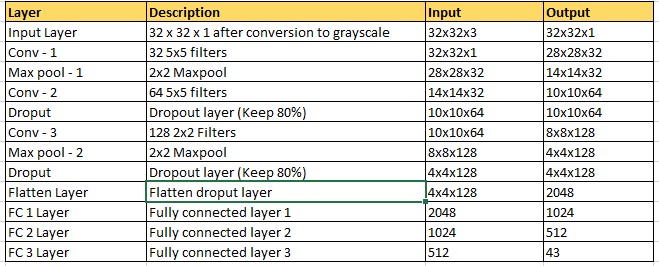 Layer Description Input Output
Input Layer 32 x 32 x 1 after conversion to grayscale 32x32x3 32x32x1
Conv - 1 32 5x5 filters 32x32x1 28x28x32
Max pool - 1 2x2 Maxpool 28x28x32 14x14x32
Conv - 2 64 5x5 filters 14x14x32 10x10x64
Droput Dropout layer (Keep 80%) 10x10x64 10x10x64
Conv - 3 128 2x2 Filters 10x10x64 8x8x128
Max pool - 2 2x2 Maxpool 8x8x128 4x4x128
Droput Dropout layer (Keep 80%) 4x4x128 4x4x128
Flatten Layer Flatten droput layer 4x4x128 2048
FC 1 Layer Fully connected layer 1 2048 1024
FC 2 Layer Fully connected layer 2 1024 512
FC 3 Layer Fully connected layer 3 512 43